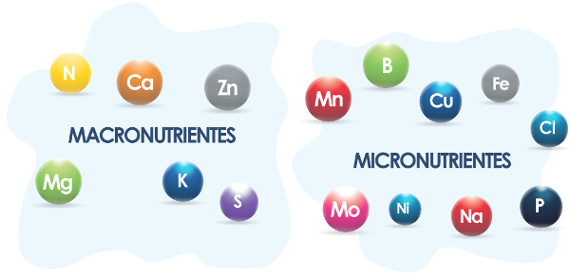 N
Ca
Zn
MACRONUTRIENTES
Mg
K
S
B
Fe
Mn
Cu
Cl
MICRONUTRIENTES
Mo
Ni
Na
P